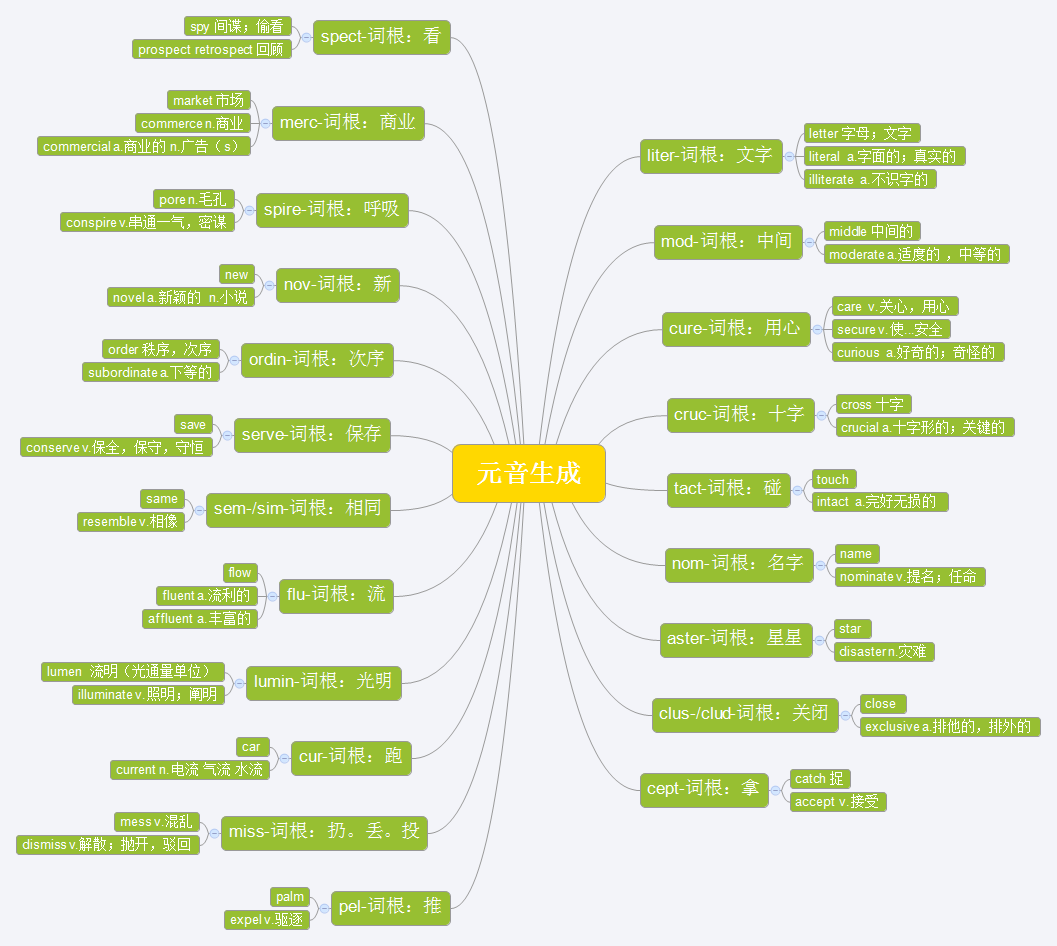 元音生成
spect-词根：看
spy 间谍；偷看
prospect retrospect 回顾
merc-词根：商业
market 市场
commerce n.商业
commercial a.商业的 n.广告（s）
spire-词根：呼吸
pore n.毛孔
conspire v.串通一气，密谋
nov-词根：新
new
novel a.新颖的 n.小说
ordin-词根：次序
order 秩序，次序
subordinate a.下等的
serve-词根：保存
save
conserve v.保全，保守，守恒
sem-/sim-词根：相同
same
resemble v.相像
flu-词根：流
flow
fluent a.流利的
affluent a.丰富的
lumin-词根：光明
lumen 流明（光通量单位）
illuminate v.照明；阐明
cur-词根：跑
car
current n.电流 气流 水流
miss-词根：扔。丢。投
mess v.混乱
dismiss v.解散；抛开，驳回
pel-词根：推
palm
expel v.驱逐
liter-词根：文字
letter 字母；文字
literal a.字面的；真实的
illiterate a.不识字的
mod-词根：中间
middle 中间的
moderate a.适度的 ，中等的
cure-词根：用心
care v.关心，用心
secure v.使...安全
curious a.好奇的；奇怪的
cruc-词根：十字
cross 十字
crucial a.十字形的；关键的
tact-词根：碰
touch
intact a.完好无损的
nom-词根：名字
name
nominate v.提名；任命
aster-词根：星星
star
disaster n.灾难
clus-/clud-词根：关闭
close
exclusive a.排他的，排外的
cept-词根：拿
catch 捉
accept v.接受